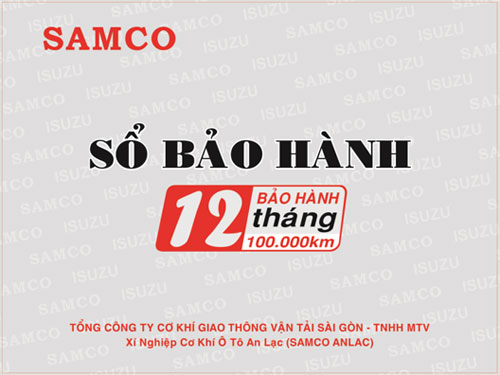 SAMCO
SỔ BẢO HÀNH
12 BẢO HÀNH
tháng
100.000km
TỔNG CÔNG TY CƠ KHÍ GIAO THÔNG VẬN TẢI SÀI GÒN - TNHH MTV
Xí Nghiệp Cơ Khí Ô Tô An Lạc (SAMCO ANLAC)